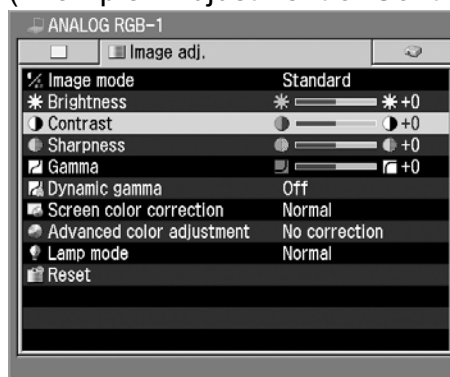 ANALOG RGB-1
Image adj.
Image mode Standard
Brightness +0
Contrast +0
Sharpness +0
Gamma +0
Dynamic gamma Off
Screen color correction Normal
Advanced color adjustment No correction
Lamp mode Normal
Reset